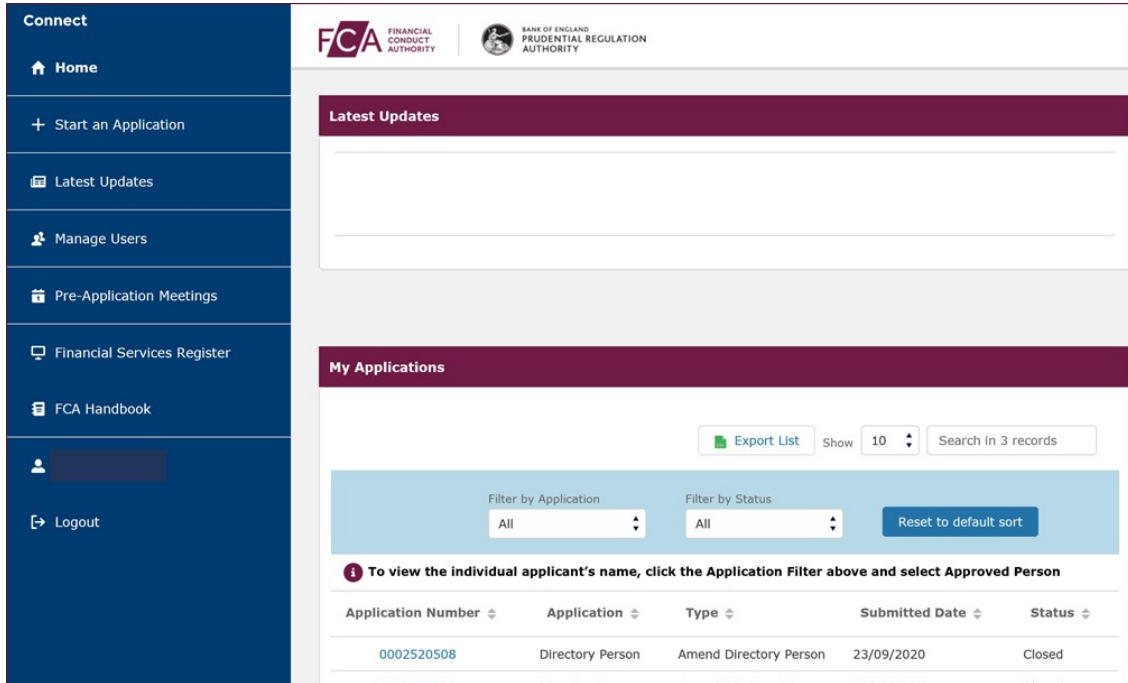 Connect
Home
Start an Application
Latest Updates
Manage Users
Pre-Application Meetings
Financial Services Register
FCA Handbook
Logout
FCA FINANCIAL
CONDUCT
AUTHORITY
BANK OF ENGLAND
PRUDENTIAL REGULATION
AUTHORITY
Latest Updates
My Applications
Export List Show 10 Search in 3 records
Filter by Application Filter by Status
All All Reset to default sort
To view the individual applicant's name, click the Application Filter above and select Approved Person
Application Number Application Type Submitted Date Status
0002520508 Directory Person Amend Directory Person 23/09/2020 Closed